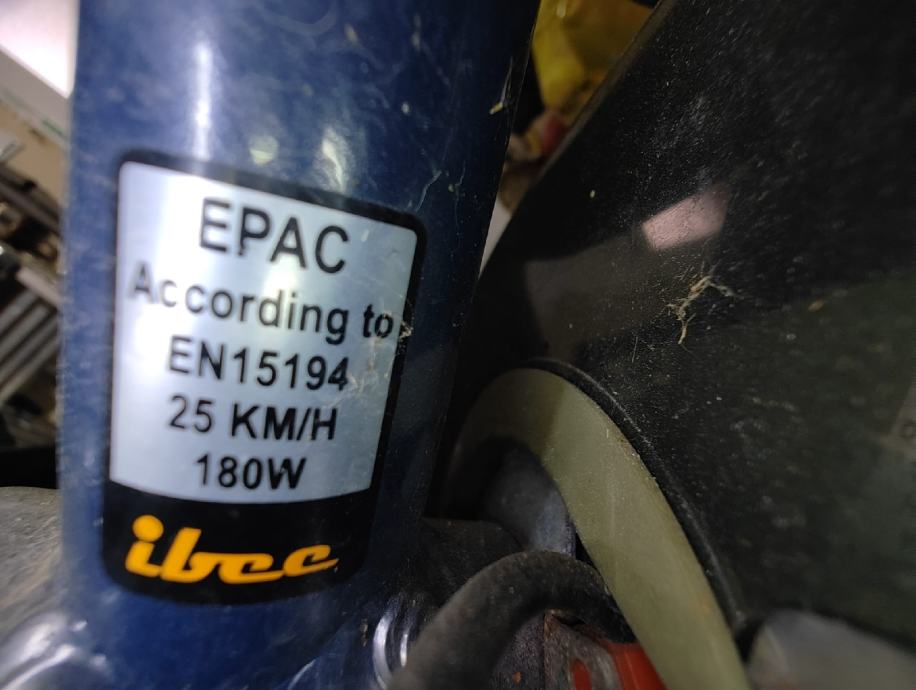 EPAC
According to
EN15194
25 KM/H
180W
ibcc